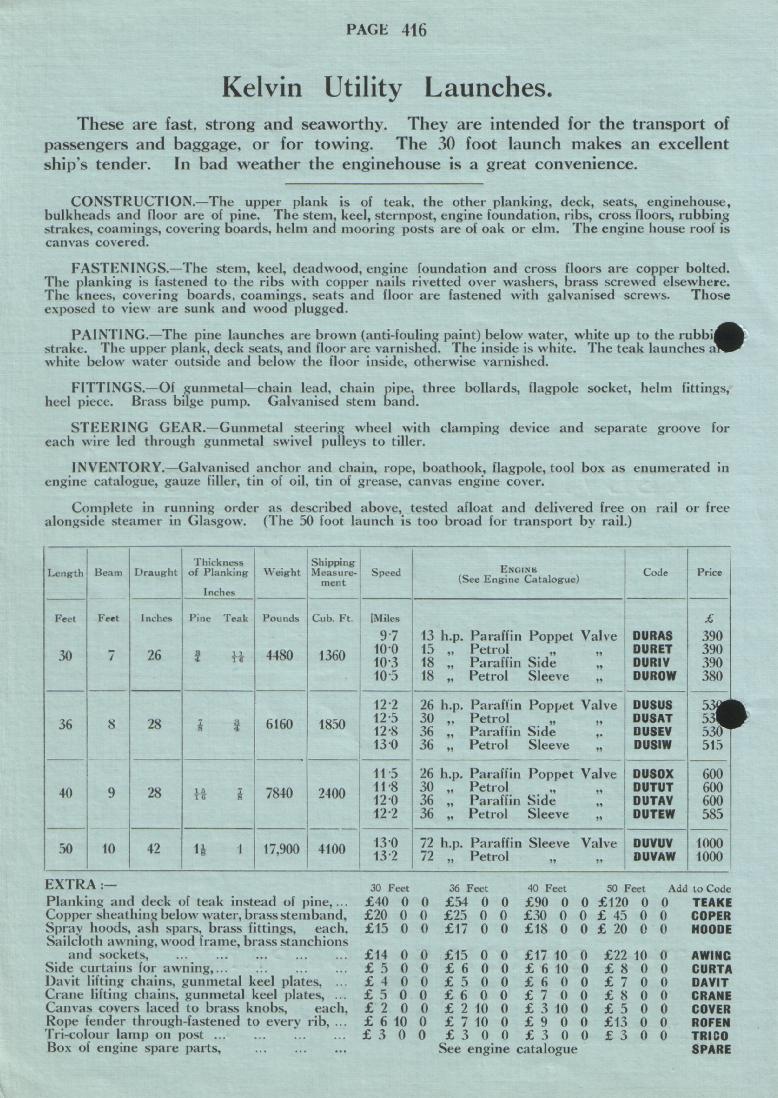 PAGE 416
Kelvin Utility Launches.
These are fast, strong and seaworthy. They are intended for the transport of
passengers and baggage, or for towing. The 30 foot launch makes an excellent
ship's tender. In bad weather the enginehouse is a great convenience.
CONSTRUCTION.—The upper plank is of teak, the other planking, deck, seats, enginehouse,
bulkheads and floor are of pine. The stem, keel, sternpost, engine foundation, ribs, cross floors, rubbing
strakes, coamings, covering boards, helm and mooring posts are of oak or elm. The engine house roof is
canvas covered.
FASTENINGS.—The stem, keel, deadwood, engine foundation and cross floors are copper bolted.
The planking is fastened to the ribs with copper nails rivetted over washers, brass screwed elsewhere.
The knees, covering boards, coamings, seats and floor are fastened with galvanised screws. Those
exposed to view are sunk and wood plugged.
PAINTING.—The pine launches are brown (anti-fouling paint) below water, white up to the rubbi
strake. The upper plank, deck seats, and floor are varnished. The inside is white. The teak launches a
white below water outside and below the floor inside, otherwise varnished.
FITTINGS.—Of gunmetal—chain lead, chain pipe, three bollards, flagpole socket, helm fittings,
heel piece. Brass bilge pump. Galvanised stem band.
STEERING GEAR.—Gunmetal steering wheel with clamping device and separate groove for
each wire led through gunmetal swivel pulleys to tiller.
INVENTORY.—Galvanised anchor and chain, rope, boathook, flagpole, tool box as enumerated in
engine catalogue, gauze filler, tin of oil, tin of grease, canvas engine cover.
Complete in running order as described above, tested afloat and delivered free on rail or free
alongside steamer in Glasgow. (The 50 foot launch is too broad for transport by rail.)
Length Beam Draught Thickness of Planking Inches Weight Shipping Measure-ment Speed ENGINE (See Engine Catalogue) Code Price
Feet Feet Inches Pine Teak Pounds Cub. Ft. Miles £
9·7 13 h.p. Paraffin Poppet Valve DURAS 390
30 7 26 ¾ 11/16 4480 1360 10·0 15 „ Petrol „ „ DURET 390
10·3 18 „ Paraffin Side „ DURIV 390
10·5 18 „ Petrol Sleeve „ DUROW 380
12·2 26 h.p. Paraffin Poppet Valve DUSUS 530
36 8 28 ⅞ ¾ 6160 1850 12·5 30 „ Petrol „ „ DUSAT 53
12·8 36 „ Paraffin Side „ DUSEV 530
13·0 36 „ Petrol Sleeve „ DUSIW 515
11·5 26 h.p. Paraffin Poppet Valve DUSOX 600
40 9 28 15/16 ⅞ 7840 2400 11·8 30 „ Petrol „ „ DUTUT 600
12·0 36 „ Paraffin Side „ DUTAV 600
12·2 36 „ Petrol Sleeve „ DUTEW 585
50 10 42 1⅛ 1 17,900 4100 13·0 72 h.p. Paraffin Sleeve Valve DUVUV 1000
13·2 72 „ Petrol „ „ DUVAW 1000
EXTRA :— 30 Feet 36 Feet 40 Feet 50 Feet Add to Code
Planking and deck of teak instead of pine, ... £40 0 0 £54 0 0 £90 0 0 £120 0 0 TEAKE
Copper sheathing below water, brass stemband, £20 0 0 £25 0 0 £30 0 0 £ 45 0 0 COPER
Spray hoods, ash spars, brass fittings, each, £15 0 0 £17 0 0 £18 0 0 £ 20 0 0 HOODE
Sailcloth awning, wood frame, brass stanchions
and sockets, ... ... ... ... £14 0 0 £15 0 0 £17 10 0 £22 10 0 AWING
Side curtains for awning, ... ... ... ... £ 5 0 0 £ 6 0 0 £ 6 10 0 £ 8 0 0 CURTA
Davit lifting chains, gunmetal keel plates, ... £ 4 0 0 £ 5 0 0 £ 6 0 0 £ 7 0 0 DAVIT
Crane lifting chains, gunmetal keel plates, ... £ 5 0 0 £ 6 0 0 £ 7 0 0 £ 8 0 0 CRANE
Canvas covers laced to brass knobs, each, £ 2 0 0 £ 2 10 0 £ 3 10 0 £ 5 0 0 COVER
Rope fender through-fastened to every rib, ... £ 6 10 0 £ 7 10 0 £ 9 0 0 £13 0 0 ROFEN
Tri-colour lamp on post ... ... ... ... £ 3 0 0 £ 3 0 0 £ 3 0 0 £ 3 0 0 TRICO
Box of engine spare parts, ... ... ... See engine catalogue SPARE